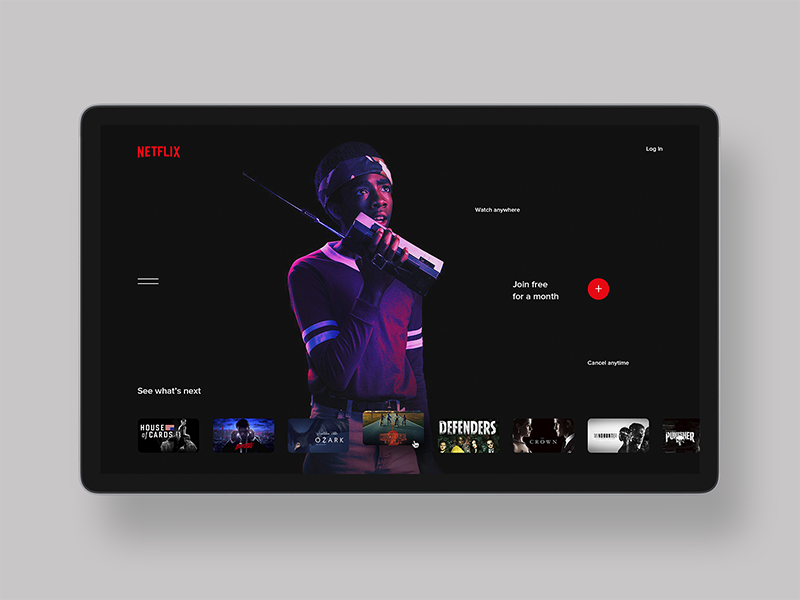 NETFLIX
Log In
Watch anywhere
Join free
for a month
+
Cancel anytime
See what's next
HOUSE
of CARDS
OZARK
DEFENDERS
THE
CROWN
MINDHUNTER
PUNISHER